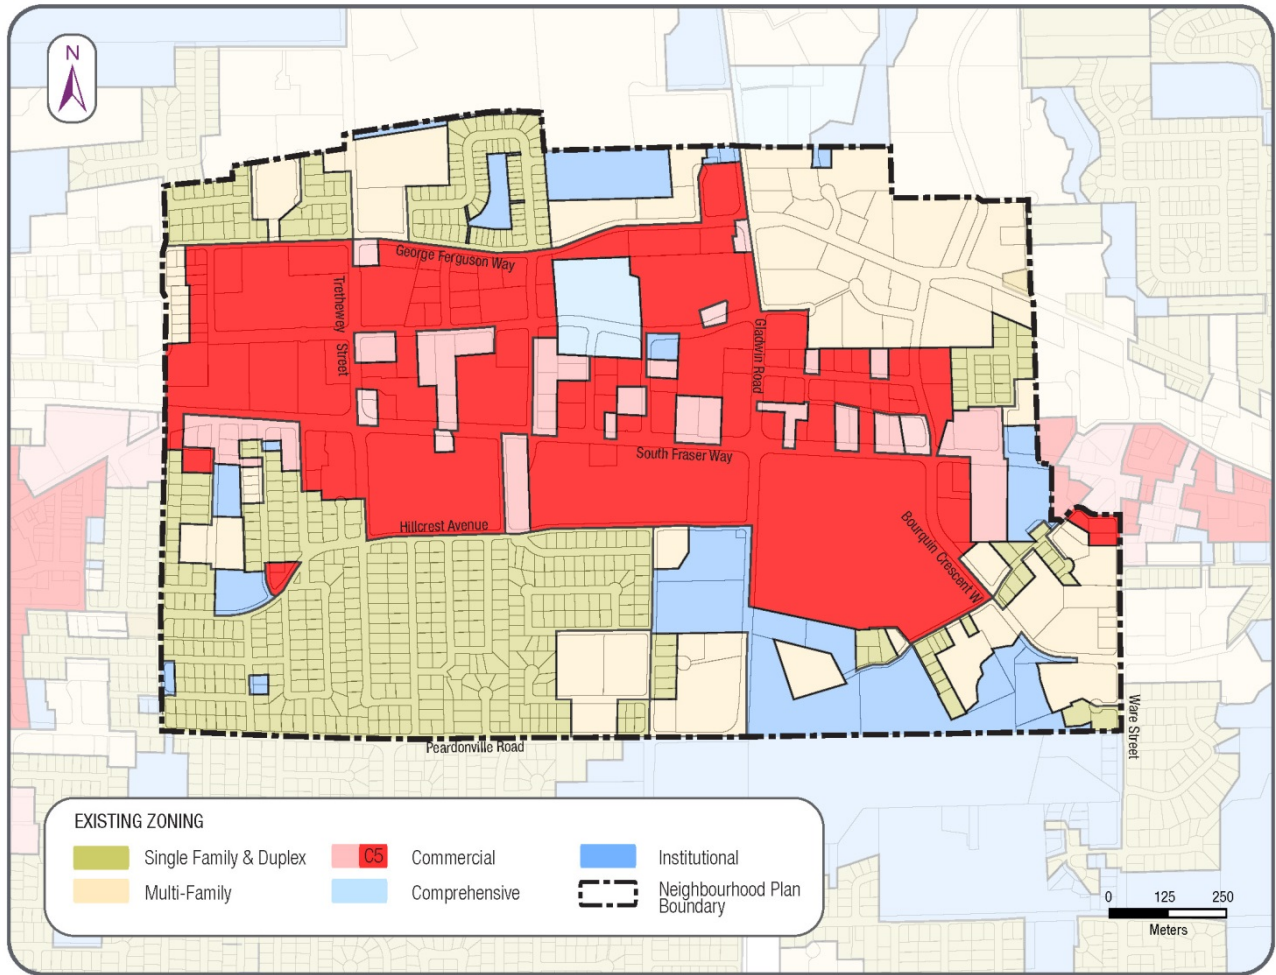 N
George Ferguson Way
Trethewey Street
Gladwin Road
South Fraser Way
Hillcrest Avenue
Bourquin Crescent W
Peardonville Road
Ware Street
EXISTING ZONING
Single Family & Duplex
C5
Commercial
Institutional
Multi-Family
Comprehensive
Neighbourhood Plan
Boundary
0 125 250
Meters